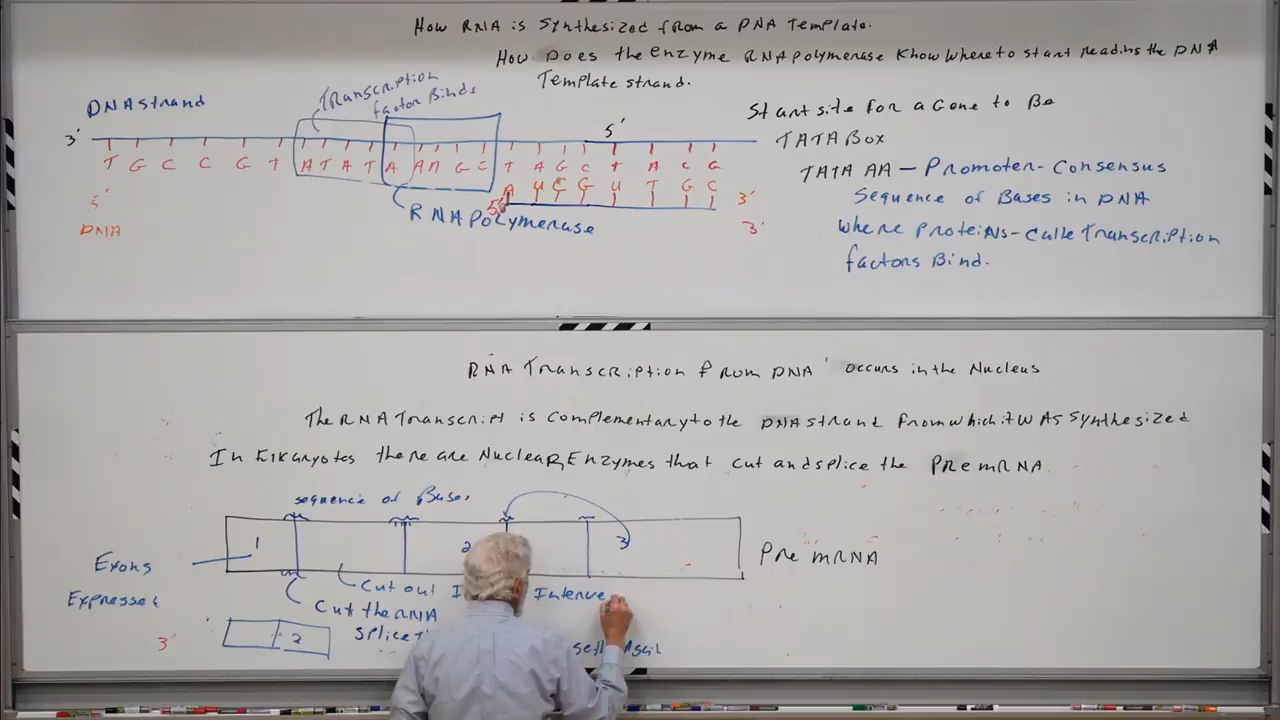 How RNA is Synthesized from a DNA Template.
How Does the enzyme RNA polymerase Know where to start reading the DNA
Template strand.
DNA strand
Transcription
factor Binds
3' 5'
T G C C G T A T A T A A A G C T A G C T A C G
A U C G U T G C 3'
5' 5' 3'
DNA
RNA Polymerase
Start site for a Gene to Be
TATA Box
TATA AA - Promoter - Consensus
Sequence of Bases in DNA
where Proteins - Calle Transcription
factors Bind.
RNA Transcription from DNA occurs in the Nucleus
The RNA Transcript is complementary to the DNA strand from which it was synthesized
In Eikaryotes there are Nuclear Enzymes that cut and splice the Pre mRNA
sequence of Bases
1 2 3
Pre mRNA
Exons
Expressed
Cut out Interve
Cut the RNA
splice
3' 2